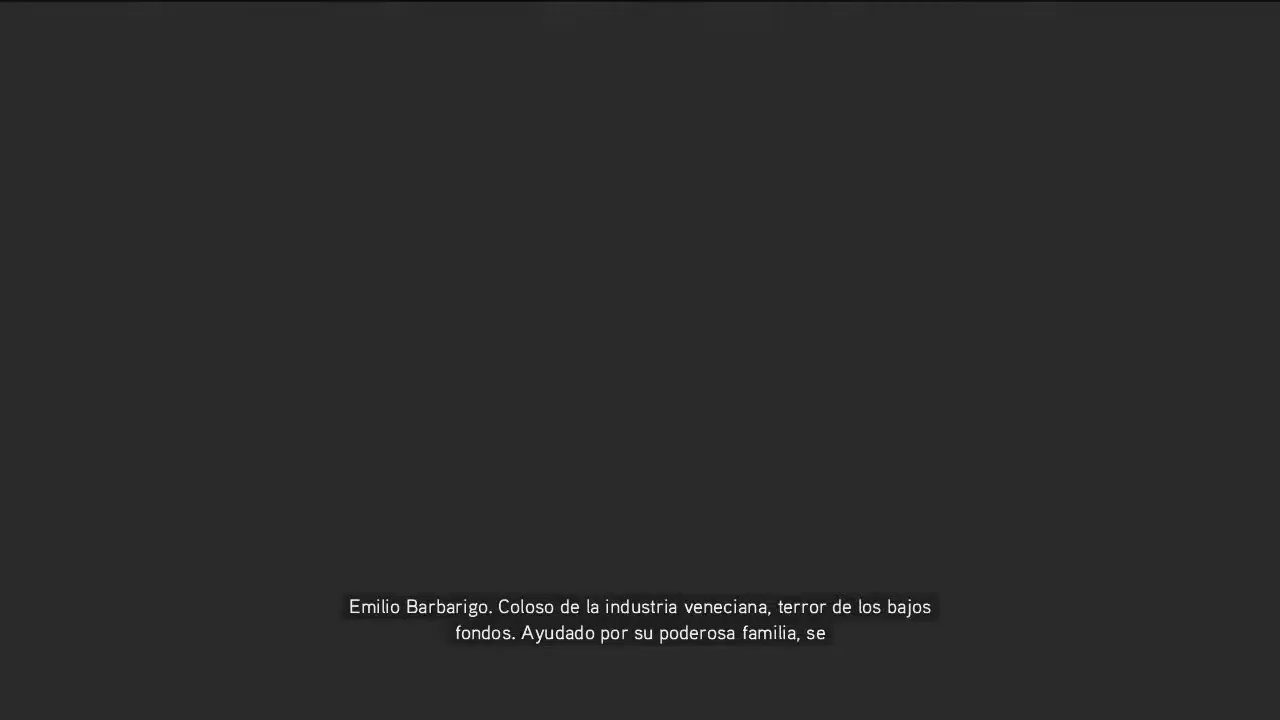 Emilio Barbarigo. Coloso de la industria veneciana, terror de los bajos
fondos. Ayudado por su poderosa familia, se